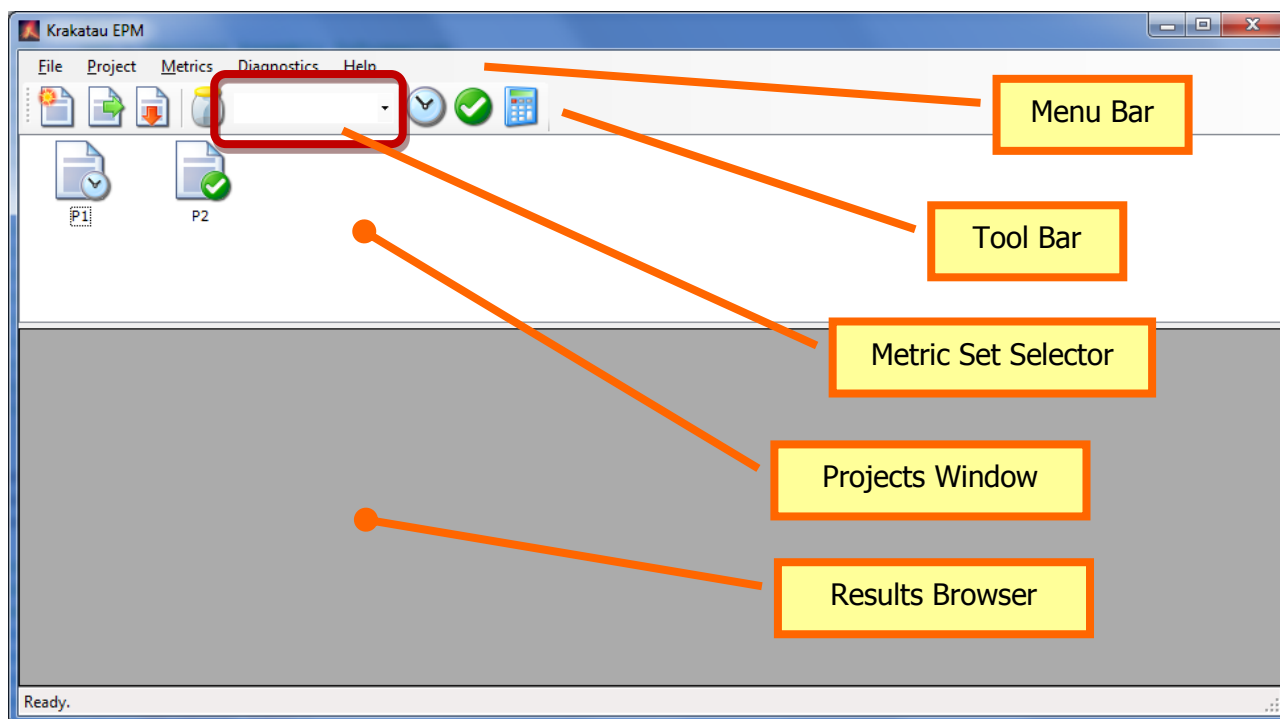 Krakatau EPM
File Project Metrics Diagnostics Help
Menu Bar
Tool Bar
P1 P2
Metric Set Selector
Projects Window
Results Browser
Ready.